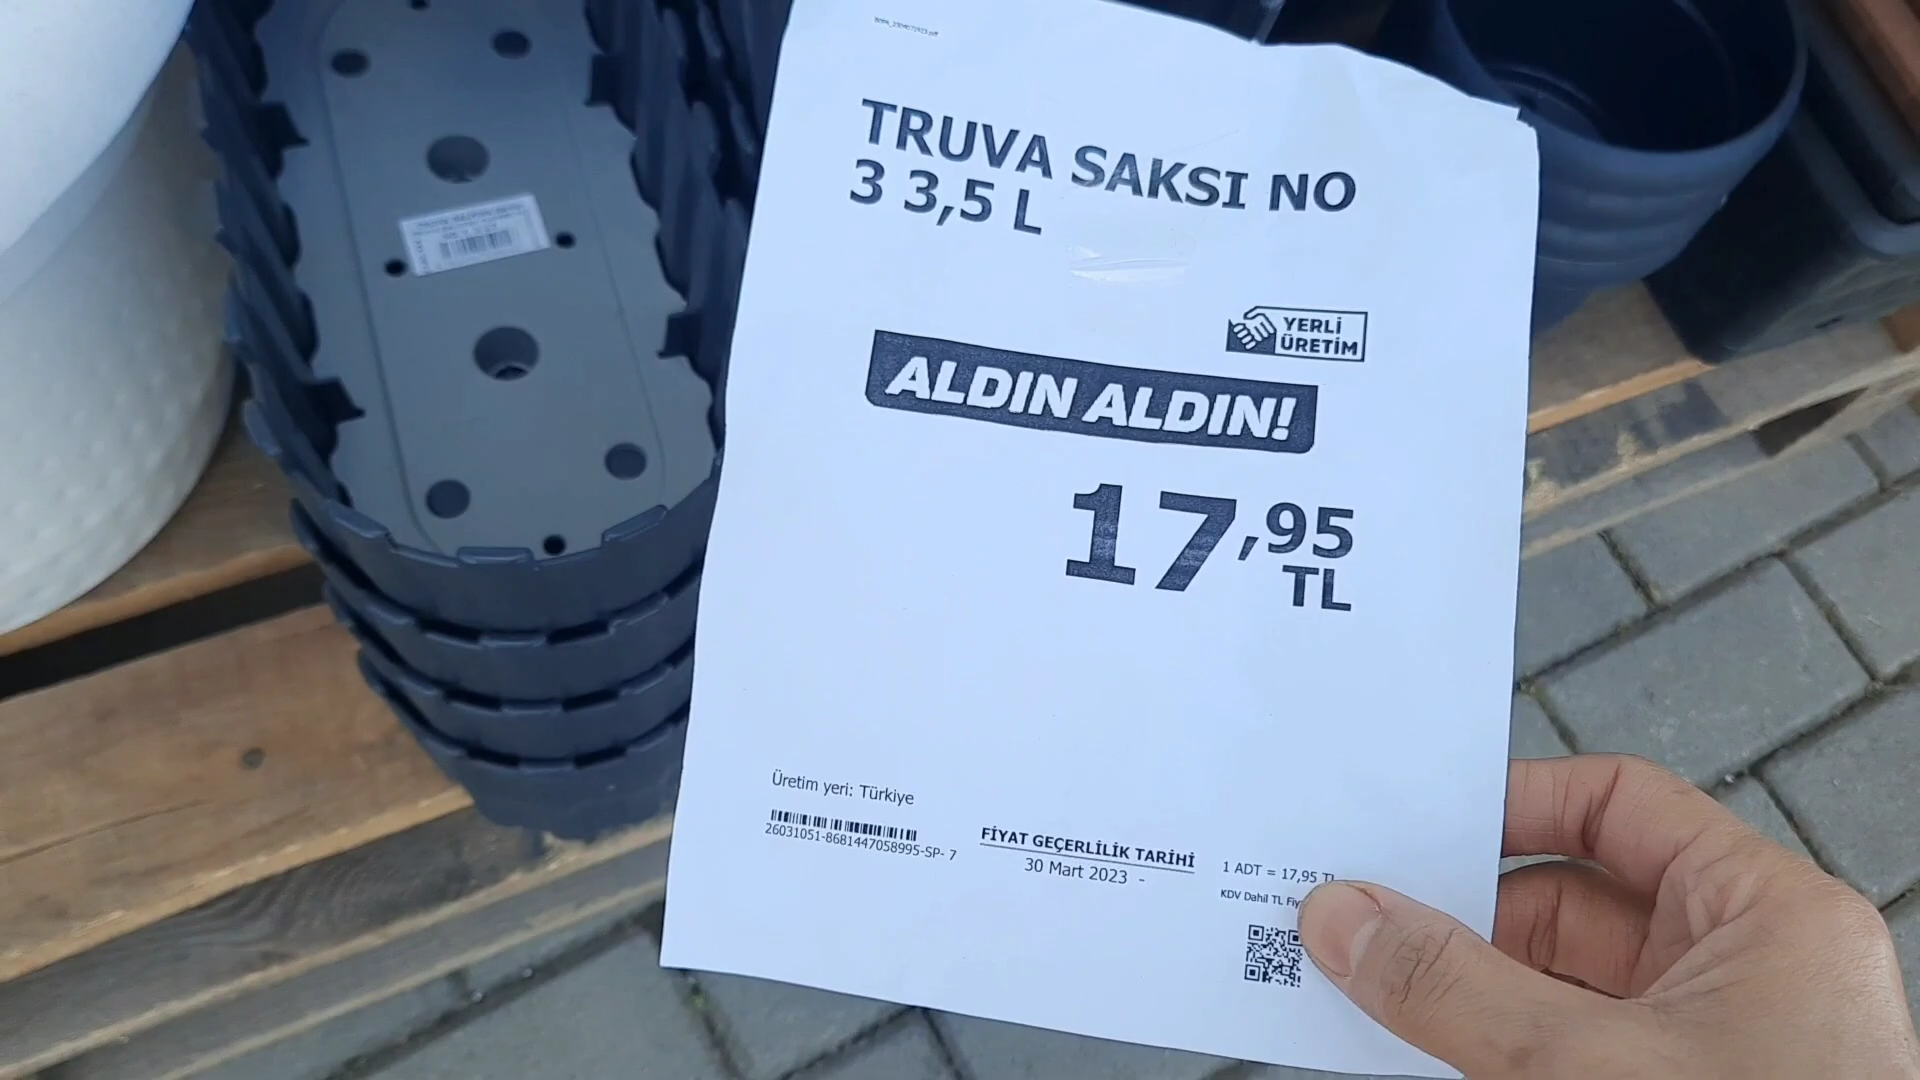 TRUVA SAKSI NO
3 3,5 L
YERLİ
ÜRETİM
ALDIN ALDIN!
17,95
TL
Üretim yeri: Türkiye
26031051-8681447058995-SP- 7
FİYAT GEÇERLİLİK TARİHİ
30 Mart 2023 -
1 ADT = 17,95 TL
KDV Dahil TL